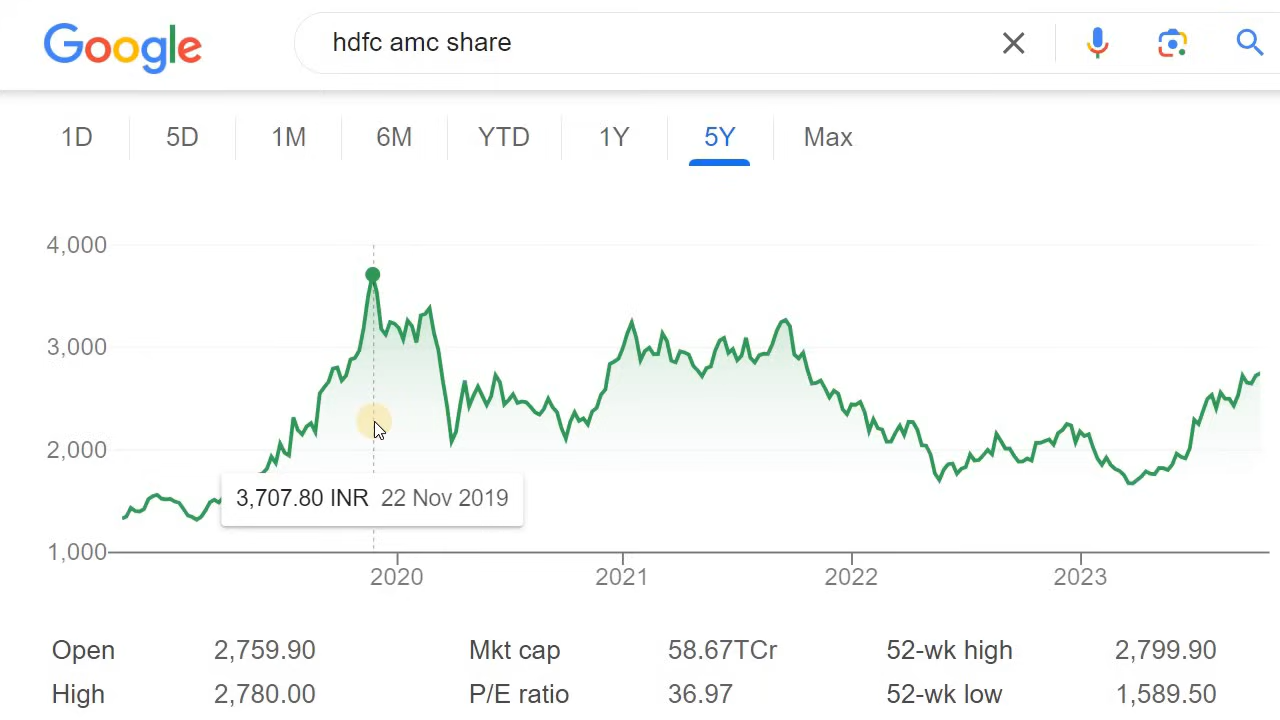 Google hdfc amc share
1D 5D 1M 6M YTD 1Y 5Y Max
4,000
3,000
2,000
3,707.80 INR 22 Nov 2019
1,000
2020 2021 2022 2023
Open 2,759.90 Mkt cap 58.67TCr 52-wk high 2,799.90
High 2,780.00 P/E ratio 36.97 52-wk low 1,589.50